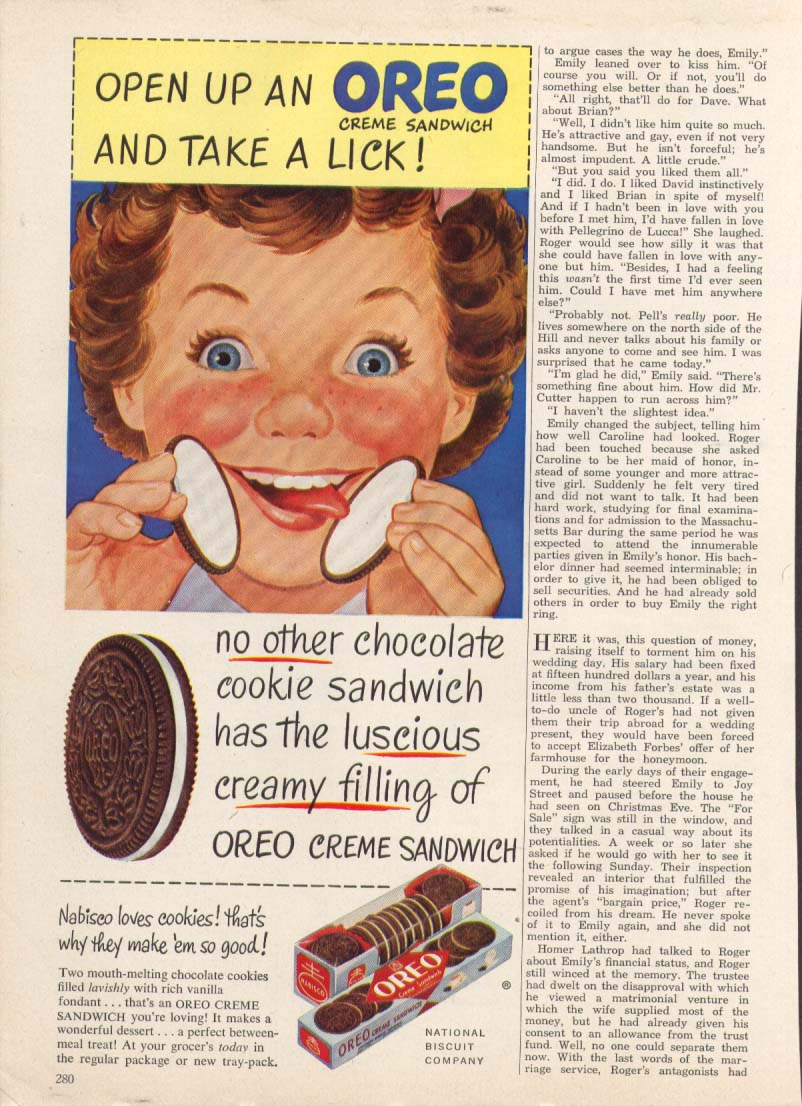 OPEN UP AN OREO
CREME SANDWICH
AND TAKE A LICK!
no other chocolate
cookie sandwich
has the luscious
creamy filling of
OREO CREME SANDWICH
Nabisco loves cookies! that's
why they make 'em so good!
Two mouth-melting chocolate cookies
filled lavishly with rich vanilla
fondant . . . that's an OREO CREME
SANDWICH you're loving! It makes a
wonderful dessert . . . a perfect between-
meal treat! At your grocer's today in
the regular package or new tray-pack.
OREO
NABISCO
OREO
Creme Sandwich
OREO CREME SANDWICH
®
NATIONAL
BISCUIT
COMPANY
280
to argue cases the way he does, Emily."
Emily leaned over to kiss him. "Of
course you will. Or if not, you'll do
something else better than he does."
"All right, that'll do for Dave. What
about Brian?"
"Well, I didn't like him quite so much.
He's attractive and gay, even if not very
handsome. But he isn't forceful; he's
almost impudent. A little crude."
"But you said you liked them all."
"I did. I do. I liked David instinctively
and I liked Brian in spite of myself!
And if I hadn't been in love with you
before I met him, I'd have fallen in love
with Pellegrino de Lucca!" She laughed.
Roger would see how silly it was that
she could have fallen in love with any-
one but him. "Besides, I had a feeling
this wasn't the first time I'd ever seen
him. Could I have met him anywhere
else?"
"Probably not. Pell's really poor. He
lives somewhere on the north side of the
Hill and never talks about his family or
asks anyone to come and see him. I was
surprised that he came today."
"I'm glad he did," Emily said. "There's
something fine about him. How did Mr.
Cutter happen to run across him?"
"I haven't the slightest idea."
Emily changed the subject, telling him
how well Caroline had looked. Roger
had been touched because she asked
Caroline to be her maid of honor, in-
stead of some younger and more attrac-
tive girl. Suddenly he felt very tired
and did not want to talk. It had been
hard work, studying for final examina-
tions and for admission to the Massachu-
setts Bar during the same period he was
expected to attend the innumerable
parties given in Emily's honor. His bach-
elor dinner had seemed interminable; in
order to give it, he had been obliged to
sell securities. And he had already sold
others in order to buy Emily the right
ring.
HERE it was, this question of money,
raising itself to torment him on his
wedding day. His salary had been fixed
at fifteen hundred dollars a year, and his
income from his father's estate was a
little less than two thousand. If a well-
to-do uncle of Roger's had not given
them their trip abroad for a wedding
present, they would have been forced
to accept Elizabeth Forbes' offer of her
farmhouse for the honeymoon.
During the early days of their engage-
ment, he had steered Emily to Joy
Street and paused before the house he
had seen on Christmas Eve. The "For
Sale" sign was still in the window, and
they talked in a casual way about its
potentialities. A week or so later she
asked if he would go with her to see it
the following Sunday. Their inspection
revealed an interior that fulfilled the
promise of his imagination; but after
the agent's "bargain price," Roger re-
coiled from his dream. He never spoke
of it to Emily again, and she did not
mention it, either.
Homer Lathrop had talked to Roger
about Emily's financial status, and Roger
still winced at the memory. The trustee
had dwelt on the disapproval with which
he viewed a matrimonial venture in
which the wife supplied most of the
money, but he had already given his
consent to an allowance from the trust
fund. Well, no one could separate them
now. With the last words of the mar-
riage service, Roger's antagonists had